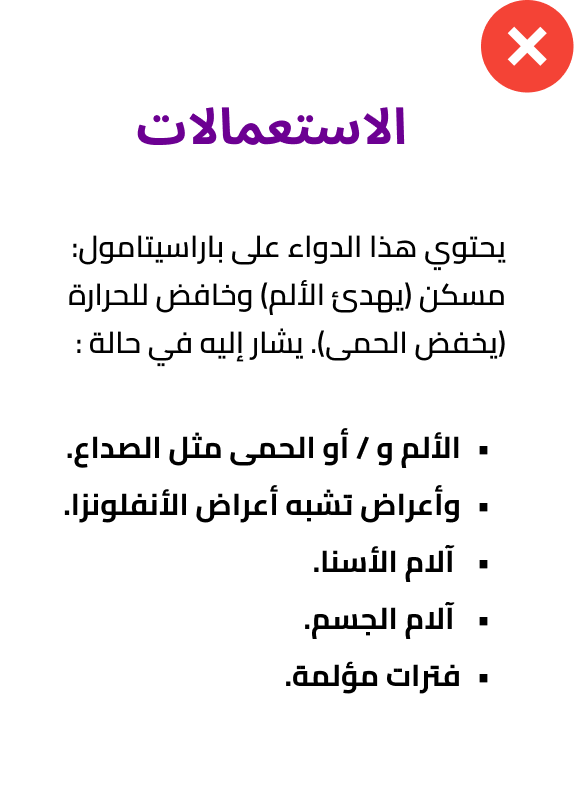 الاستعمالات
يحتوي هذا الدواء على باراسيتامول:
مسكن (يهدئ الألم) وخافض للحرارة
(يخفض الحمى). يشار إليه في حالة :
▪ الألم و / أو الحمى مثل الصداع.
▪ وأعراض تشبه أعراض الأنفلونزا.
▪ آلام الأسنا.
▪ آلام الجسم.
▪ فترات مؤلمة.